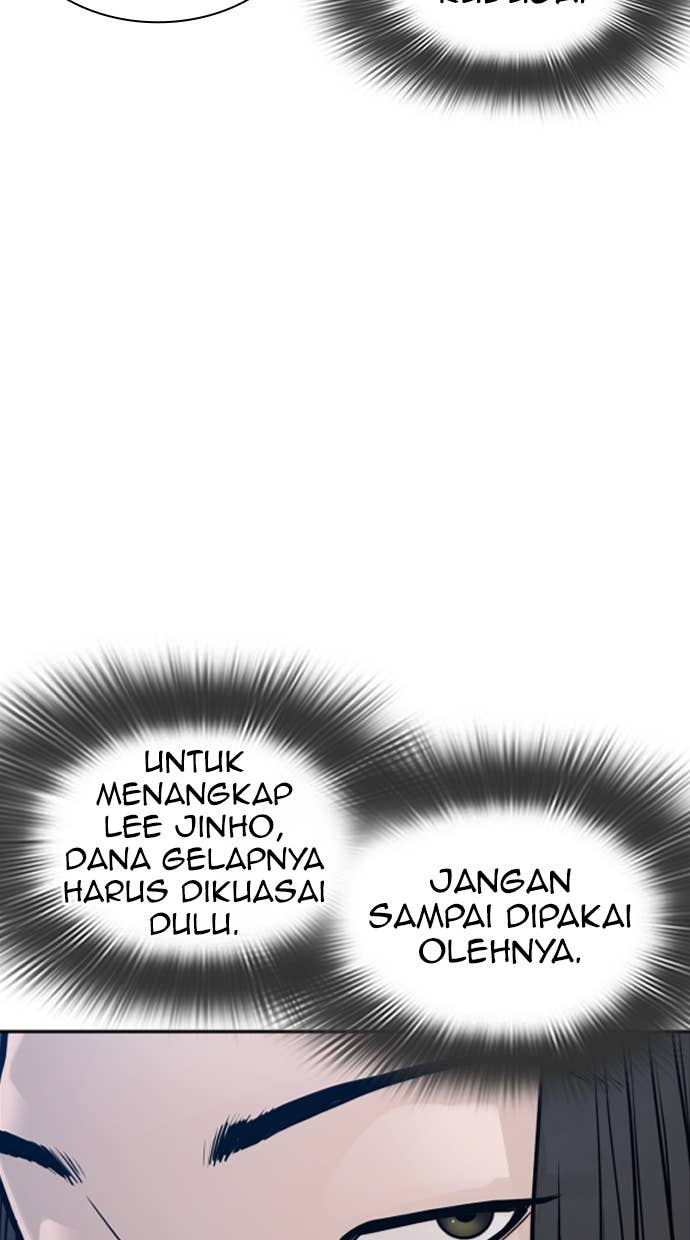 UNTUK
MENANGKAP
LEE JINHO,
DANA GELAPNYA
HARUS DIKUASAI
DULU.
JANGAN
SAMPAI DIPAKAI
OLEHNYA.